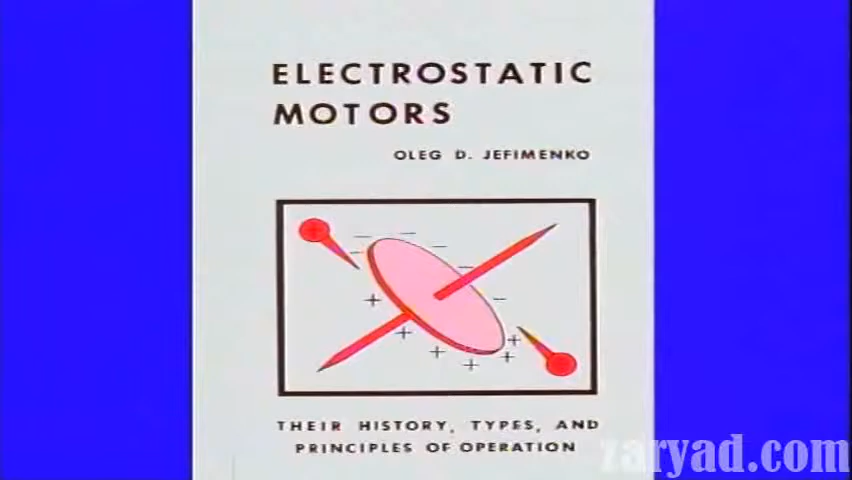 ELECTROSTATIC
MOTORS
OLEG D. JEFIMENKO
THEIR HISTORY, TYPES, AND
PRINCIPLES OF OPERATION
zaryad.com